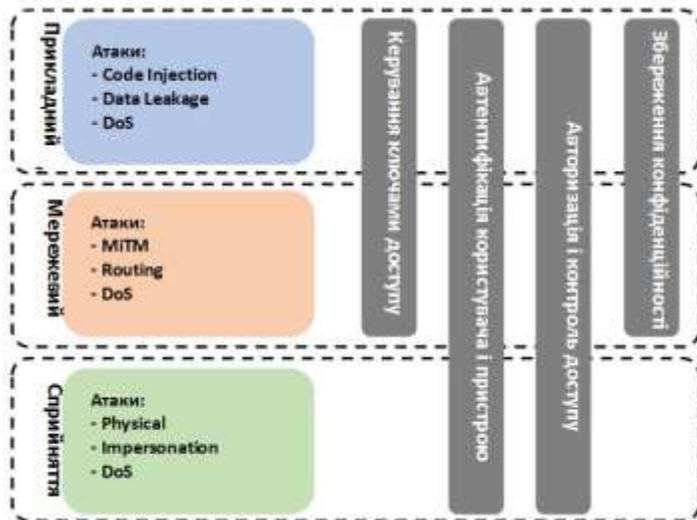 Прикладний
Атаки:
- Code Injection
- Data Leakage
- DoS
Мережевий
Атаки:
- MiTM
- Routing
- DoS
Сприйняття
Атаки:
- Physical
- Impersonation
- DoS
Керування ключами доступу
Автентифікація користувача і пристрою
Авторизація і контроль доступу
Збереження конфіденційності